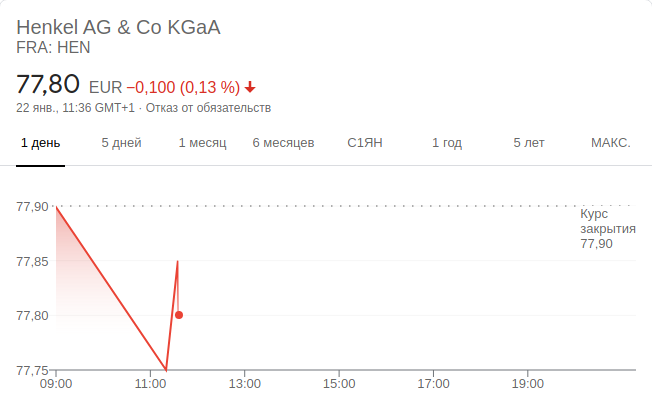 Henkel AG & Co KGaA
FRA: HEN
77,80 EUR −0,100 (0,13 %)
22 янв., 11:36 GMT+1 · Отказ от обязательств
1 день 5 дней 1 месяц 6 месяцев С1ЯН 1 год 5 лет МАКС.
77,90
Курс
закрытия
77,90
77,85
77,80
77,75
09:00 11:00 13:00 15:00 17:00 19:00